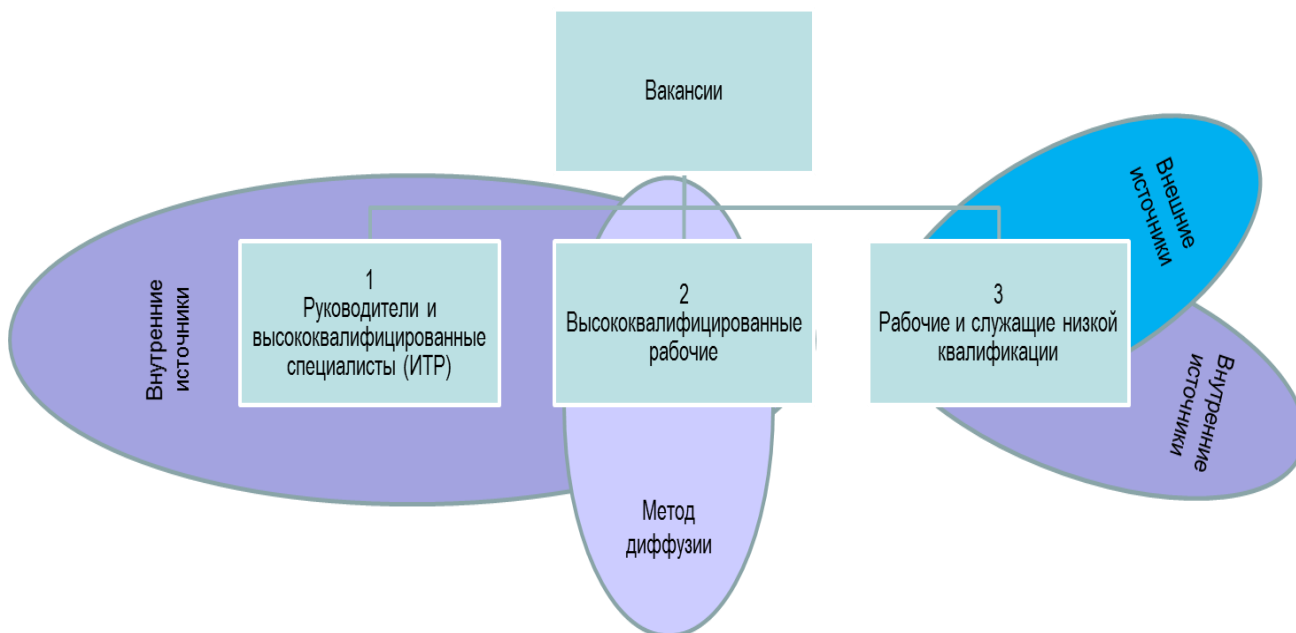 Вакансии
Внутренние
источники
1
Руководители и
высококвалифицированные
специалисты (ИТР)
2
Высококвалифицированные
рабочие
3
Рабочие и служащие низкой
квалификации
Внешние
источники
Внутренние
источники
Метод
диффузии